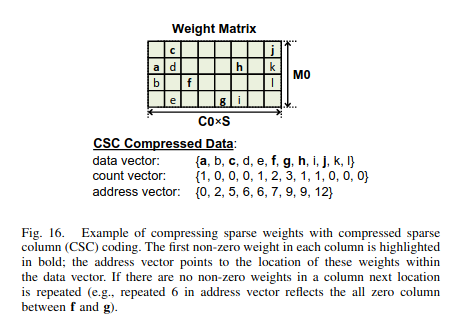 Weight Matrix
c j
a d h k
b f l
e g i
M0
C0×S
CSC Compressed Data:
data vector: {a, b, c, d, e, f, g, h, i, j, k, l}
count vector: {1, 0, 0, 0, 1, 2, 3, 1, 1, 0, 0, 0}
address vector: {0, 2, 5, 6, 6, 7, 9, 9, 12}
Fig. 16. Example of compressing sparse weights with compressed sparse
column (CSC) coding. The first non-zero weight in each column is highlighted
in bold; the address vector points to the location of these weights within
the data vector. If there are no non-zero weights in a column next location
is repeated (e.g., repeated 6 in address vector reflects the all zero column
between f and g).